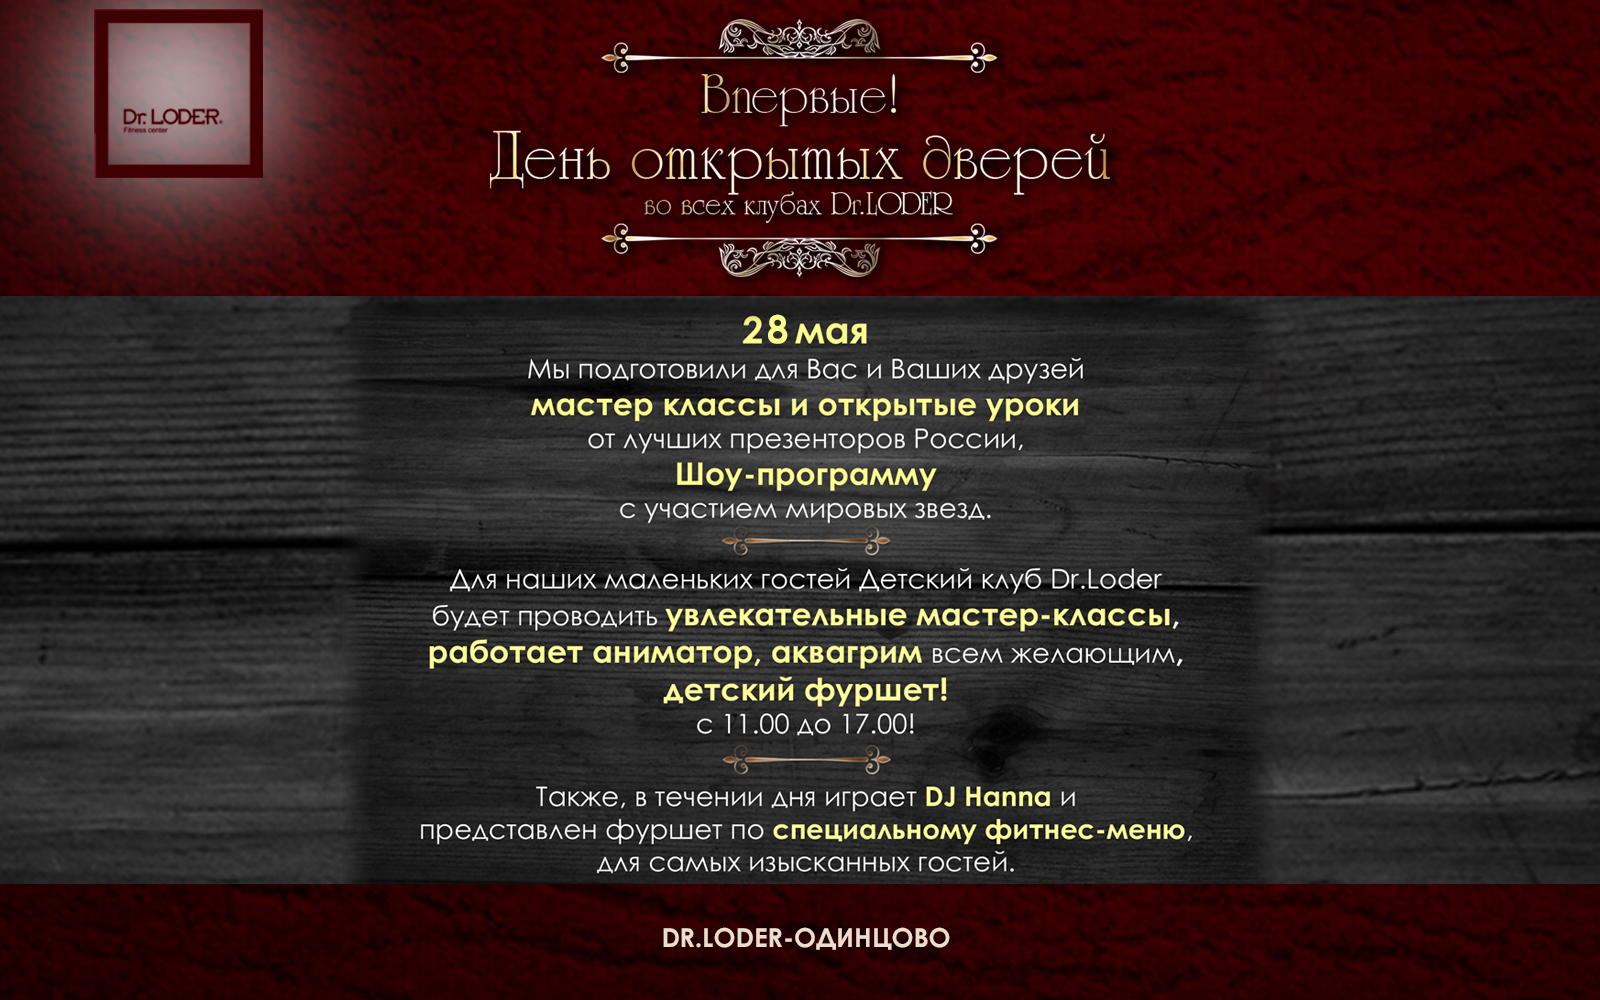 Dr. LODER®
Fitness center
Впервые!
День открытых дверей
во всех клубах Dr.LODER
28 мая
Мы подготовили для Вас и Ваших друзей
мастер классы и открытые уроки
от лучших презенторов России,
Шоу-программу
с участием мировых звезд.
Для наших маленьких гостей Детский клуб Dr.Loder
будет проводить увлекательные мастер-классы,
работает аниматор, аквагрим всем желающим,
детский фуршет!
с 11.00 до 17.00!
Также, в течении дня играет DJ Hanna и
представлен фуршет по специальному фитнес-меню,
для самых изысканных гостей.
DR.LODER-ОДИНЦОВО